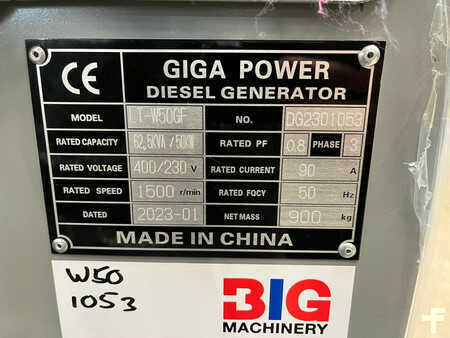 CE
GIGA POWER
DIESEL GENERATOR
MODEL LT-W50GF NO. DG2301053
RATED CAPACITY 62.5KVA/50KW RATED PF 0.8 PHASE 3
RATED VOLTAGE 400/230 V RATED CURRENT 90 A
RATED SPEED 1500 r/min RATED FQCY 50 Hz
DATED 2023-01 NET MASS 900 kg
MADE IN CHINA
W50
1053
BIG
MACHINERY